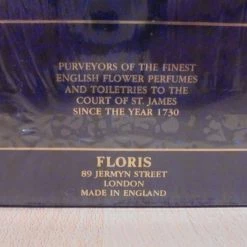 PURVEYORS OF THE FINEST
ENGLISH FLOWER PERFUMES
AND TOILETRIES TO THE
COURT OF ST. JAMES
SINCE THE YEAR 1730
FLORIS
89 JERMYN STREET
LONDON
MADE IN ENGLAND